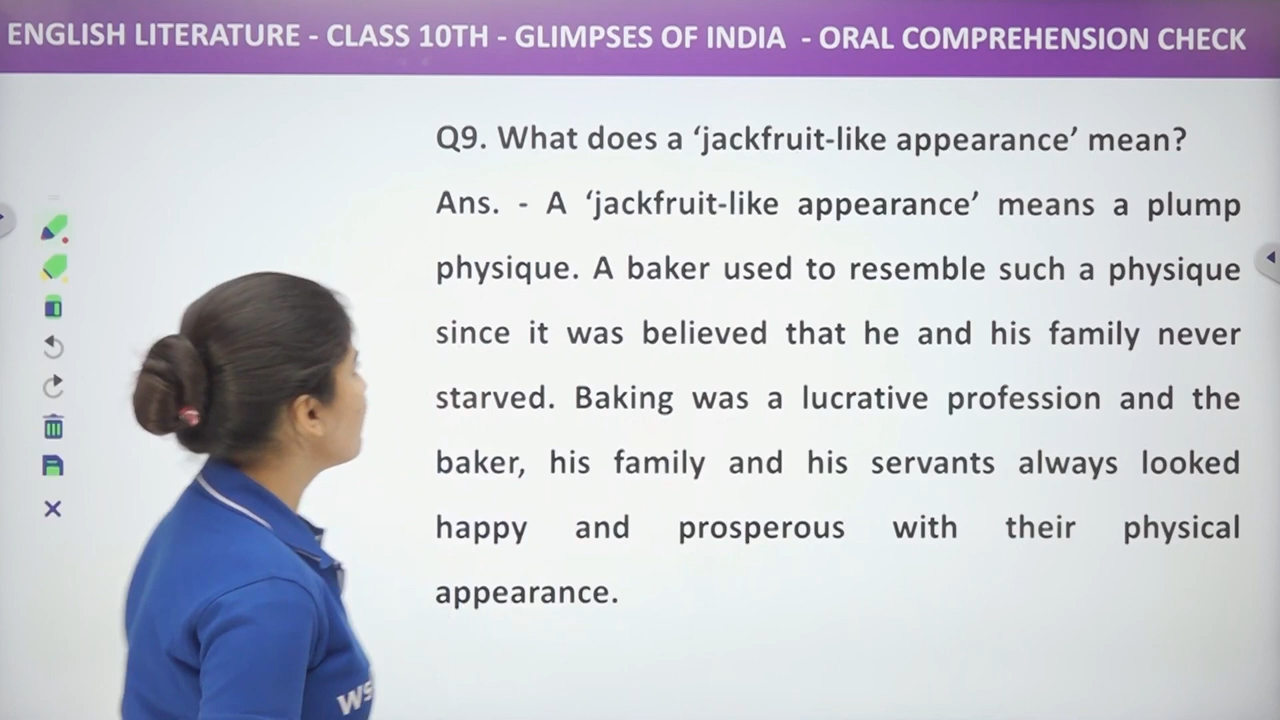 ENGLISH LITERATURE - CLASS 10TH - GLIMPSES OF INDIA - ORAL COMPREHENSION CHECK
Q9. What does a ‘jackfruit-like appearance’ mean?
Ans. - A ‘jackfruit-like appearance’ means a plump
physique. A baker used to resemble such a physique
since it was believed that he and his family never
starved. Baking was a lucrative profession and the
baker, his family and his servants always looked
happy and prosperous with their physical
appearance.